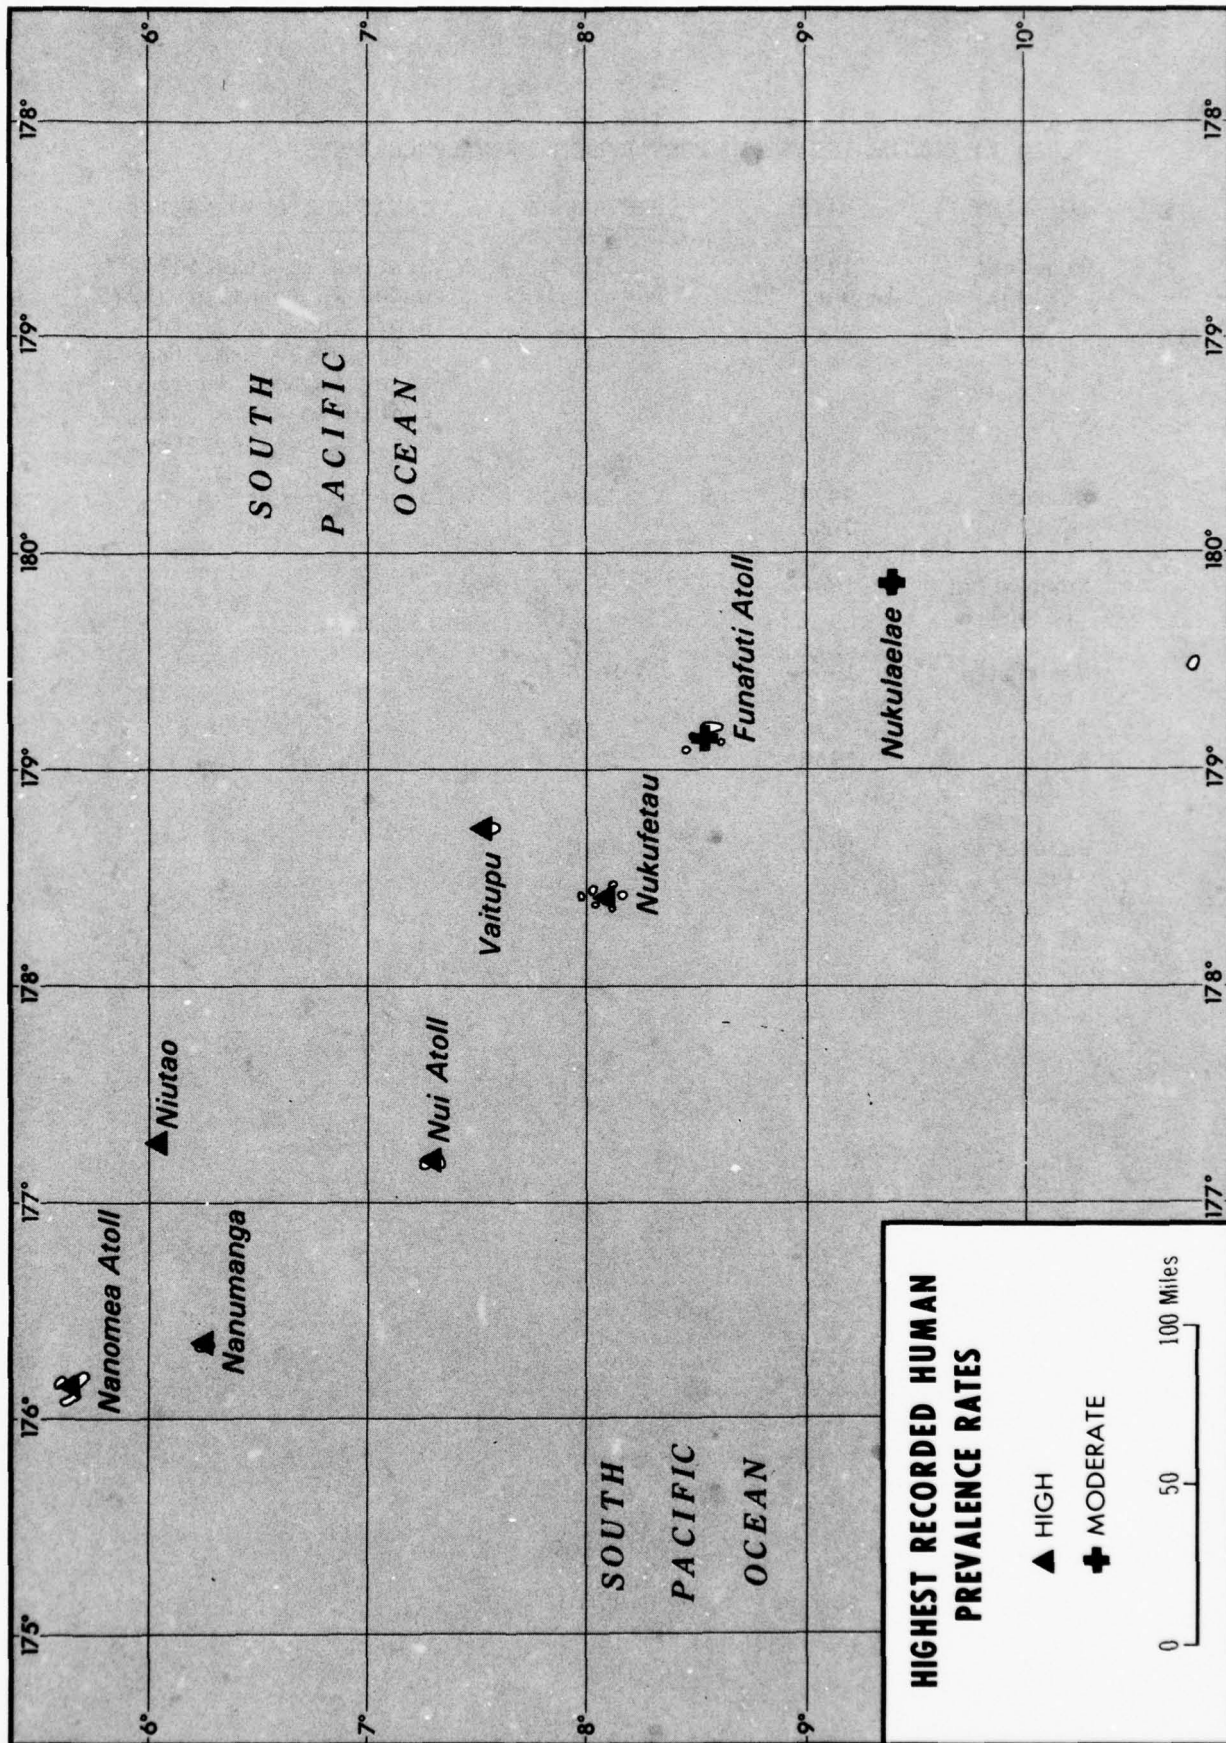 175° 176° 177° 178° 179° 180° 179° 178°
Nanomea Atoll
6° 6°
Niutao
Nanumanga
SOUTH
PACIFIC
OCEAN
7° 7°
Nui Atoll
Vaitupu
8° 8°
SOUTH
PACIFIC
OCEAN
Nukufetau
Funafuti Atoll
9° 9°
Nukulaelae
10°
HIGHEST RECORDED HUMAN
PREVALENCE RATES
HIGH
MODERATE
0 50 100 Miles
177° 178° 179° 180° 179° 178°